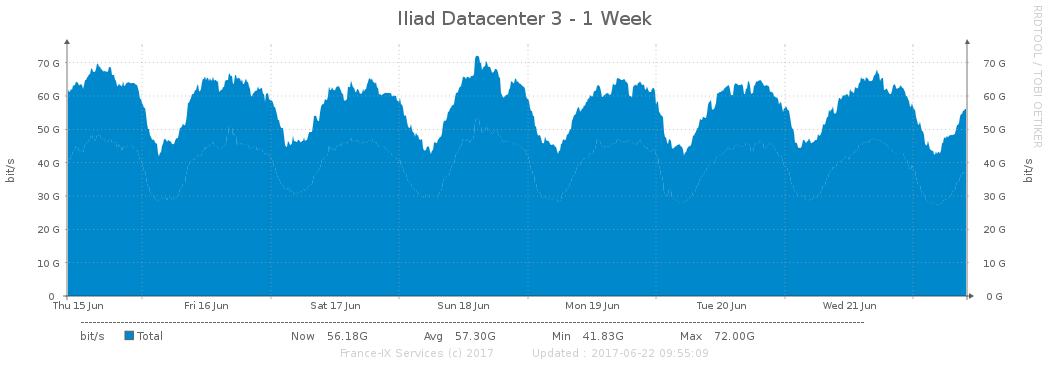 Iliad Datacenter 3 - 1 Week
RRDTOOL / TOBI OETIKER
bit/s
70 G
60 G
50 G
40 G
30 G
20 G
10 G
0
70 G
60 G
50 G
40 G
30 G
20 G
10 G
0 G
bit/s
Thu 15 Jun Fri 16 Jun Sat 17 Jun Sun 18 Jun Mon 19 Jun Tue 20 Jun Wed 21 Jun
bit/s Total Now 56.18G Avg 57.30G Min 41.83G Max 72.00G
France-IX Services (c) 2017 Updated : 2017-06-22 09:55:09